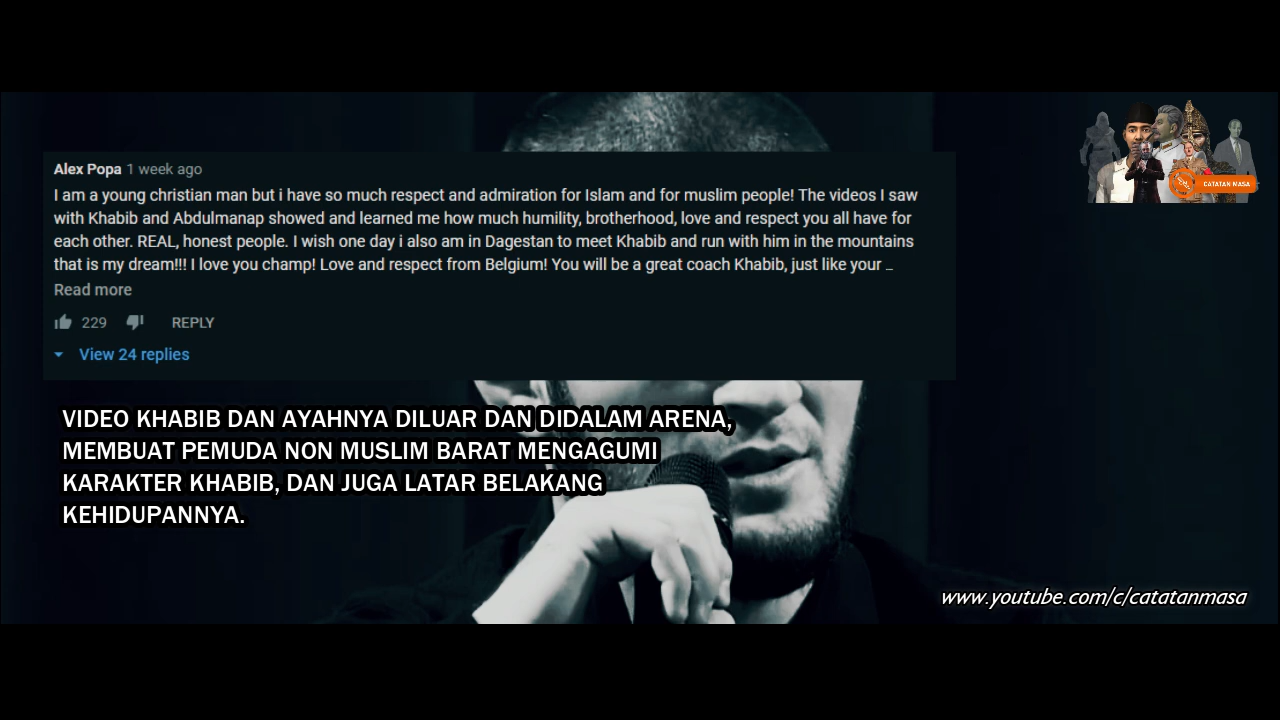 Alex Popa 1 week ago
I am a young christian man but i have so much respect and admiration for Islam and for muslim people! The videos I saw
with Khabib and Abdulmanap showed and learned me how much humility, brotherhood, love and respect you all have for
each other. REAL, honest people. I wish one day i also am in Dagestan to meet Khabib and run with him in the mountains
that is my dream!!! I love you champ! Love and respect from Belgium! You will be a great coach Khabib, just like your ...
Read more
229 REPLY
View 24 replies
VIDEO KHABIB DAN AYAHNYA DILUAR DAN DIDALAM ARENA,
MEMBUAT PEMUDA NON MUSLIM BARAT MENGAGUMI
KARAKTER KHABIB, DAN JUGA LATAR BELAKANG
KEHIDUPANNYA.
CATATAN MASA
www.youtube.com/c/catatanmasa